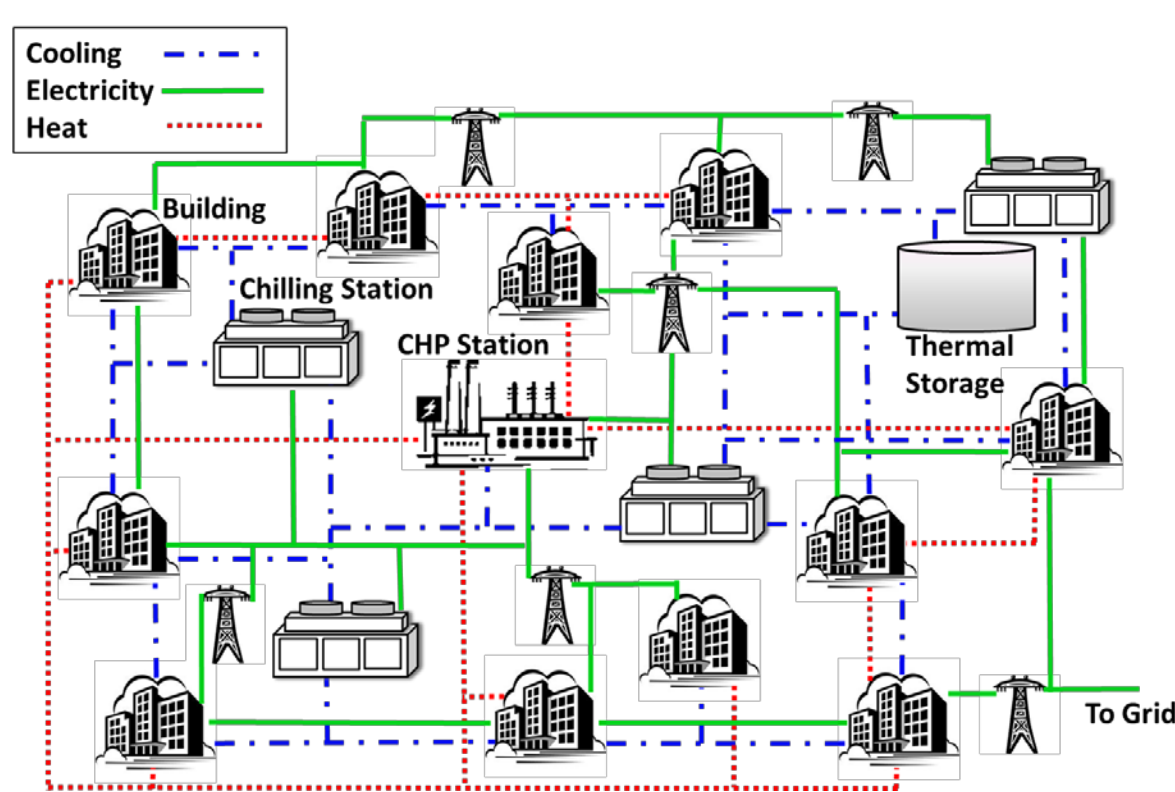 Cooling
Electricity
Heat
Building
Chilling Station
CHP Station
Thermal
Storage
To Grid